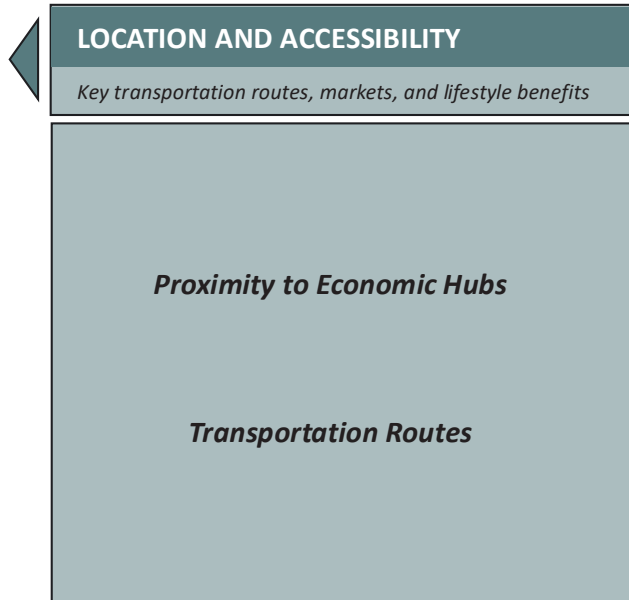 LOCATION AND ACCESSIBILITY
Key transportation routes, markets, and lifestyle benefits
Proximity to Economic Hubs
Transportation Routes